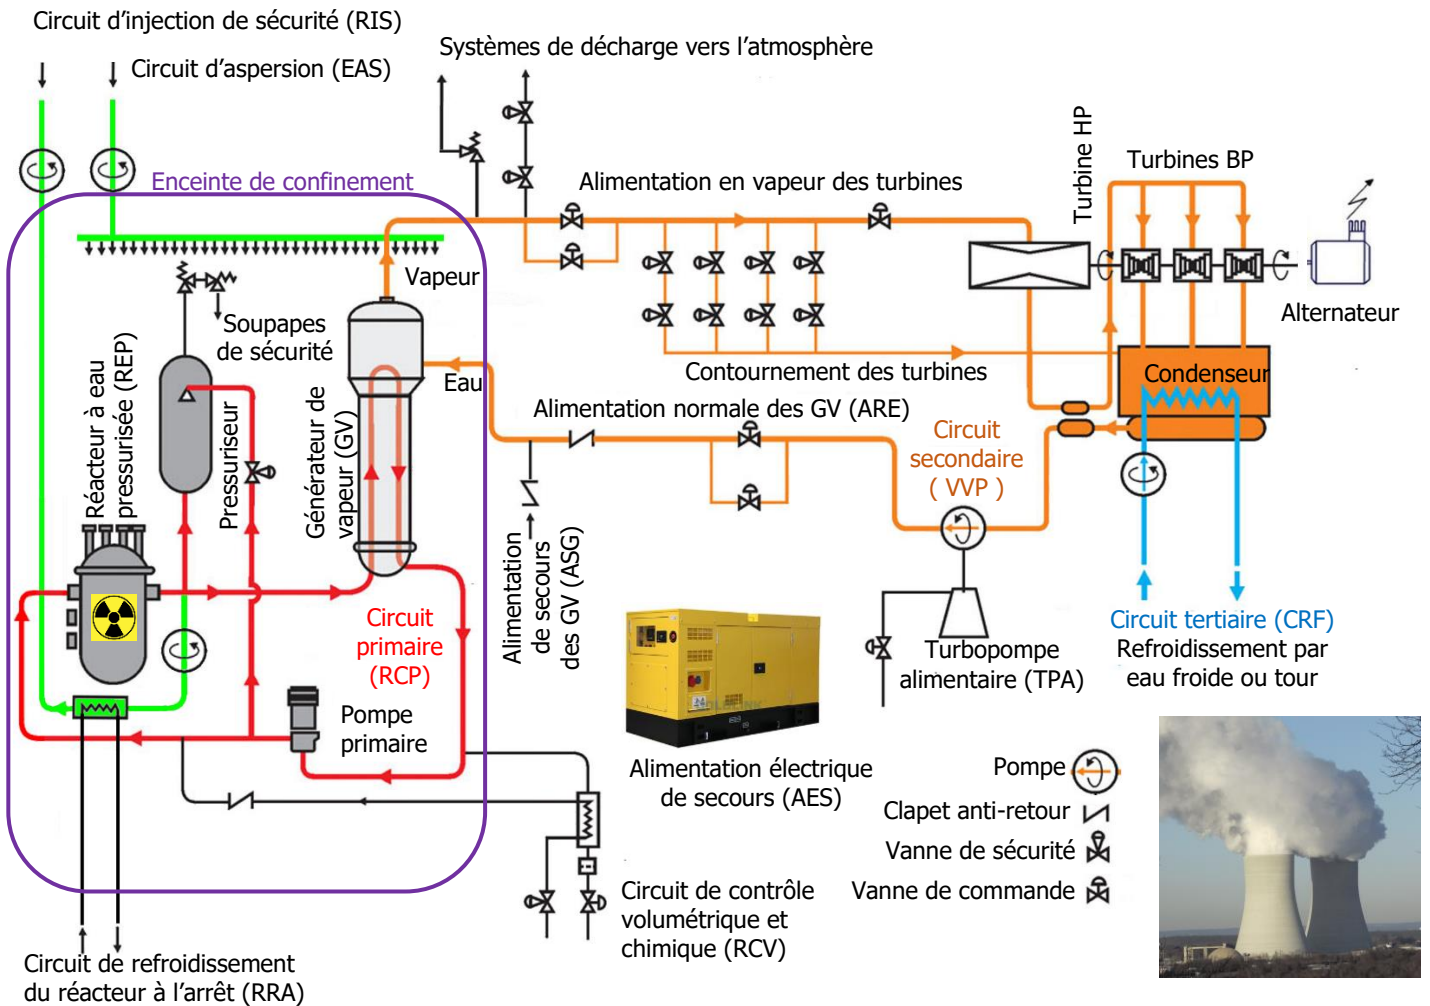 Circuit d'injection de sécurité (RIS)
Circuit d'aspersion (EAS)
Systèmes de décharge vers l'atmosphère
Enceinte de confinement
Alimentation en vapeur des turbines
Turbine HP
Turbines BP
Alternateur
Vapeur
Soupapes
de sécurité
Réacteur à eau
pressurisée (REP)
Pressuriseur
Générateur de
vapeur (GV)
Eau
Contournement des turbines
Condenseur
Alimentation normale des GV (ARE)
Circuit
secondaire
( VVP )
Alimentation
de secours
des GV (ASG)
Circuit
primaire
(RCP)
Pompe
primaire
Turbopompe
alimentaire (TPA)
Circuit tertiaire (CRF)
Refroidissement par
eau froide ou tour
Alimentation électrique
de secours (AES)
Pompe
Clapet anti-retour
Vanne de sécurité
Vanne de commande
Circuit de contrôle
volumétrique et
chimique (RCV)
Circuit de refroidissement
du réacteur à l'arrêt (RRA)